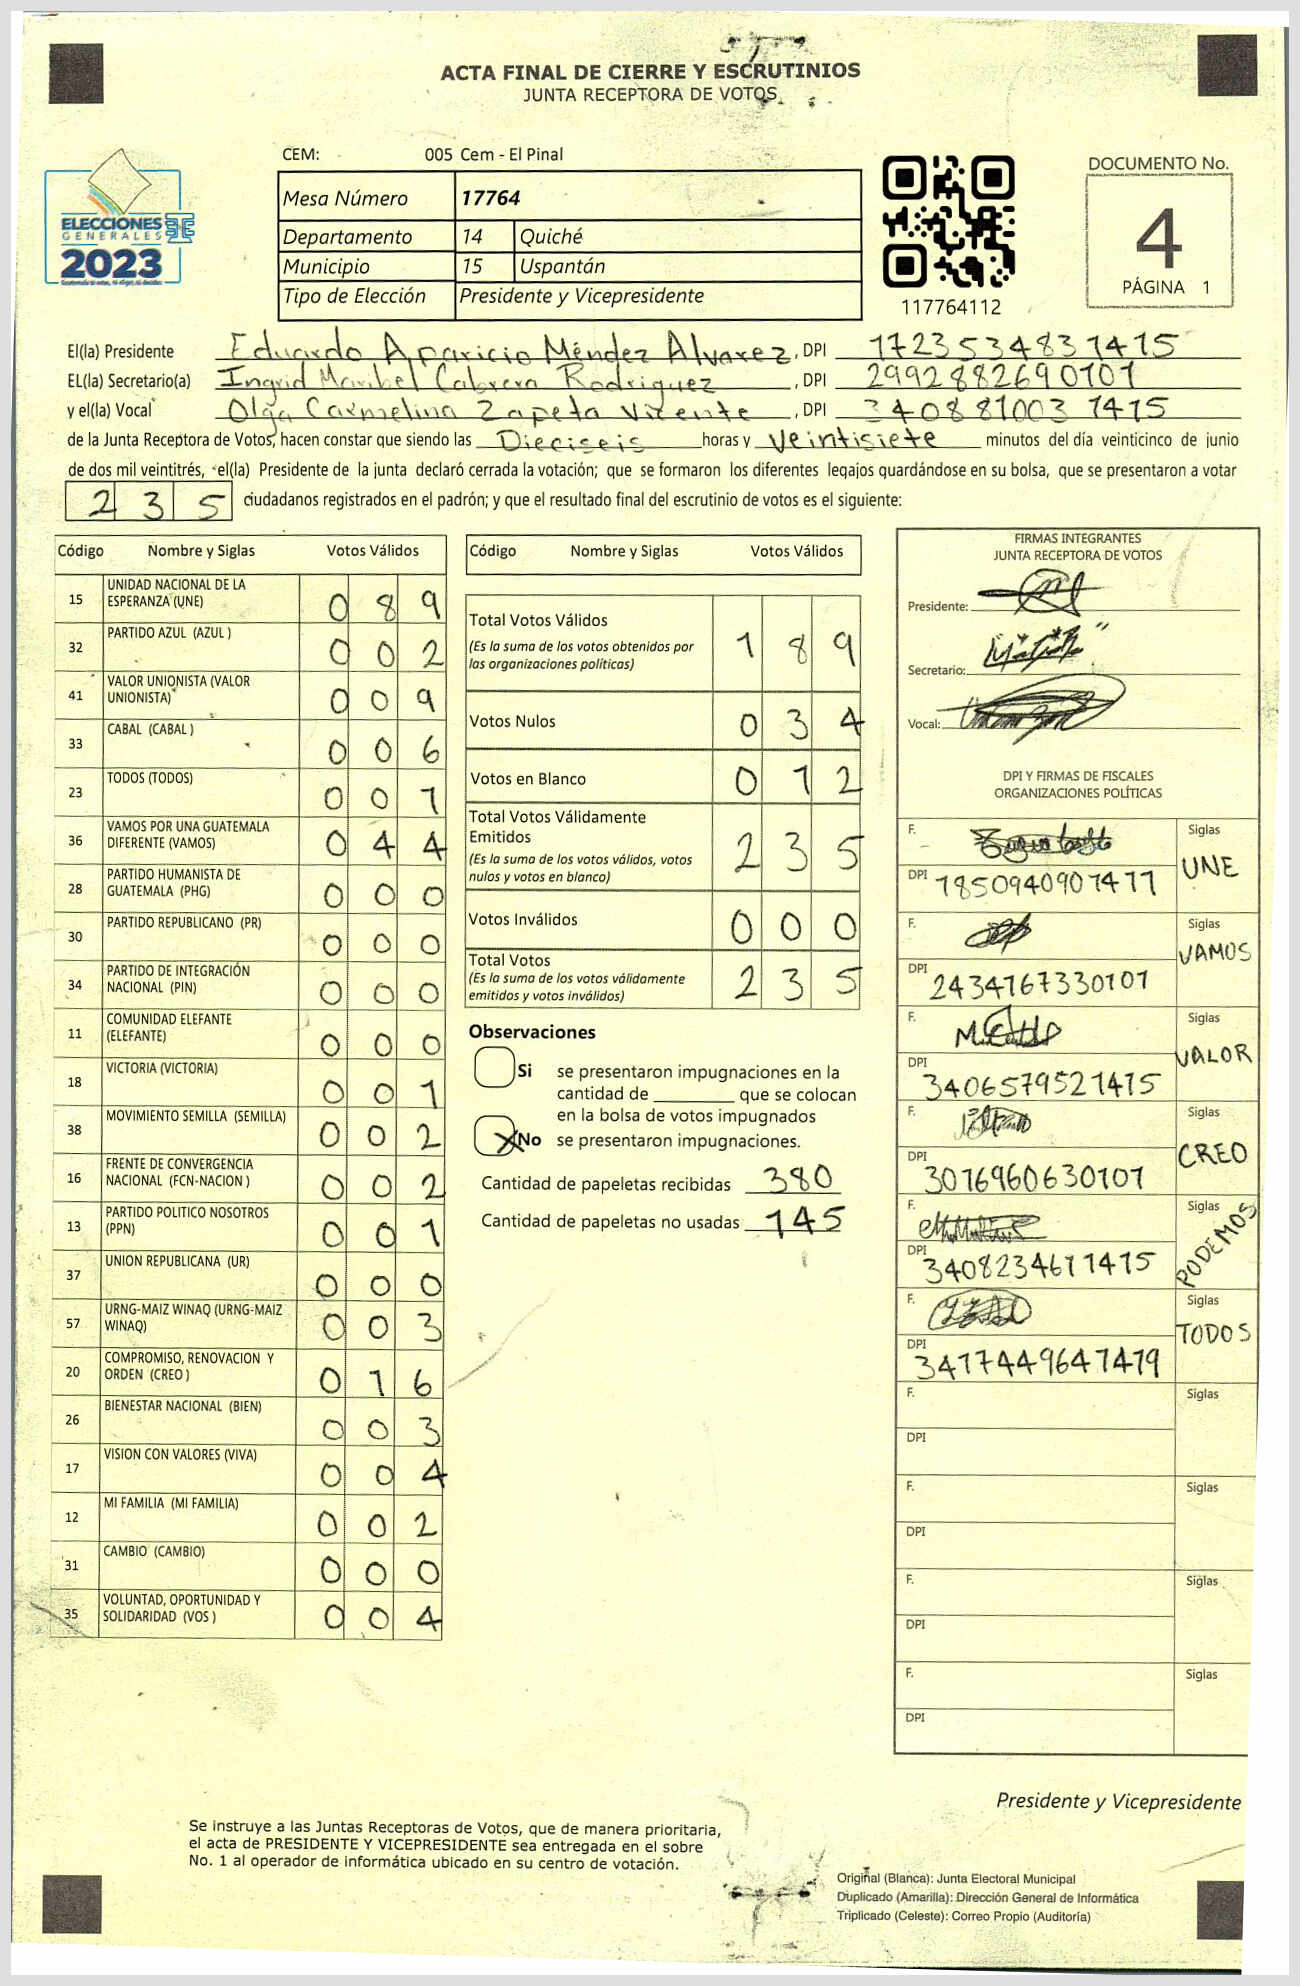 ACTA FINAL DE CIERRE Y ESCRUTINIOS
JUNTA RECEPTORA DE VOTOS
CEM: 005 Cem - El Pinal
ELECCIONES
GENERALES
2023
Mesa Número 17764
Departamento 14 Quiché
Municipio 15 Uspantán
Tipo de Elección Presidente y Vicepresidente
117764112
DOCUMENTO No.
4
PÁGINA 1
El(la) Presidente Eduardo Aparicio Méndez Alvarez, DPI 1723534831415
EL(la) Secretario(a) Ingrid Maribel Cabrera Rodriguez, DPI 2992882690101
y el(la) Vocal Olga Carmelina Zapeta Vicente, DPI 3408810031415
de la Junta Receptora de Votos, hacen constar que siendo las Dieciseis horas y veintisiete minutos del día veinticinco de junio
de dos mil veintitrés, el(la) Presidente de la junta declaró cerrada la votación; que se formaron los diferentes legajos quardándose en su bolsa, que se presentaron a votar
235 ciudadanos registrados en el padrón; y que el resultado final del escrutinio de votos es el siguiente:
Código Nombre y Siglas Votos Válidos
15 UNIDAD NACIONAL DE LA ESPERANZA (UNE) 089
32 PARTIDO AZUL (AZUL ) 002
41 VALOR UNIONISTA (VALOR UNIONISTA) 009
33 CABAL (CABAL ) 006
23 TODOS (TODOS) 001
36 VAMOS POR UNA GUATEMALA DIFERENTE (VAMOS) 044
28 PARTIDO HUMANISTA DE GUATEMALA (PHG) 000
30 PARTIDO REPUBLICANO (PR) 000
34 PARTIDO DE INTEGRACIÓN NACIONAL (PIN) 000
11 COMUNIDAD ELEFANTE (ELEFANTE) 000
18 VICTORIA (VICTORIA) 001
38 MOVIMIENTO SEMILLA (SEMILLA) 002
16 FRENTE DE CONVERGENCIA NACIONAL (FCN-NACION ) 002
13 PARTIDO POLITICO NOSOTROS (PPN) 001
37 UNION REPUBLICANA (UR) 000
57 URNG-MAIZ WINAQ (URNG-MAIZ WINAQ) 003
20 COMPROMISO, RENOVACION Y ORDEN (CREO ) 016
26 BIENESTAR NACIONAL (BIEN) 003
17 VISION CON VALORES (VIVA) 004
12 MI FAMILIA (MI FAMILIA) 002
31 CAMBIO (CAMBIO) 000
35 VOLUNTAD, OPORTUNIDAD Y SOLIDARIDAD (VOS ) 004
Código Nombre y Siglas Votos Válidos
Total Votos Válidos 189
(Es la suma de los votos obtenidos por
las organizaciones políticas)
Votos Nulos 034
Votos en Blanco 012
Total Votos Válidamente
Emitidos 235
(Es la suma de los votos válidos, votos
nulos y votos en blanco)
Votos Inválidos 000
Total Votos 235
(Es la suma de los votos válidamente
emitidos y votos inválidos)
Observaciones
Si se presentaron impugnaciones en la
cantidad de ________ que se colocan
en la bolsa de votos impugnados
X No se presentaron impugnaciones.
Cantidad de papeletas recibidas 380
Cantidad de papeletas no usadas 145
FIRMAS INTEGRANTES
JUNTA RECEPTORA DE VOTOS
Presidente:
Secretario:
Vocal:
DPI Y FIRMAS DE FISCALES
ORGANIZACIONES POLÍTICAS
F. Siglas
DPI 1850940901411 UNE
F. Siglas
DPI 2434167330101 VAMOS
F. Siglas
DPI 3406579521415 VALOR
F. Siglas
DPI 3016960630101 CREO
F. Siglas
DPI 3408234611415 PODEMOS
F. Siglas
DPI 3417449641419 TODOS
F. Siglas
DPI
F. Siglas
DPI
F. Siglas
DPI
F. Siglas
DPI
Presidente y Vicepresidente
Se instruye a las Juntas Receptoras de Votos, que de manera prioritaria,
el acta de PRESIDENTE Y VICEPRESIDENTE sea entregada en el sobre
No. 1 al operador de informática ubicado en su centro de votación.
Original (Blanca): Junta Electoral Municipal
Duplicado (Amarilla): Dirección General de Informática
Triplicado (Celeste): Correo Propio (Auditoría)